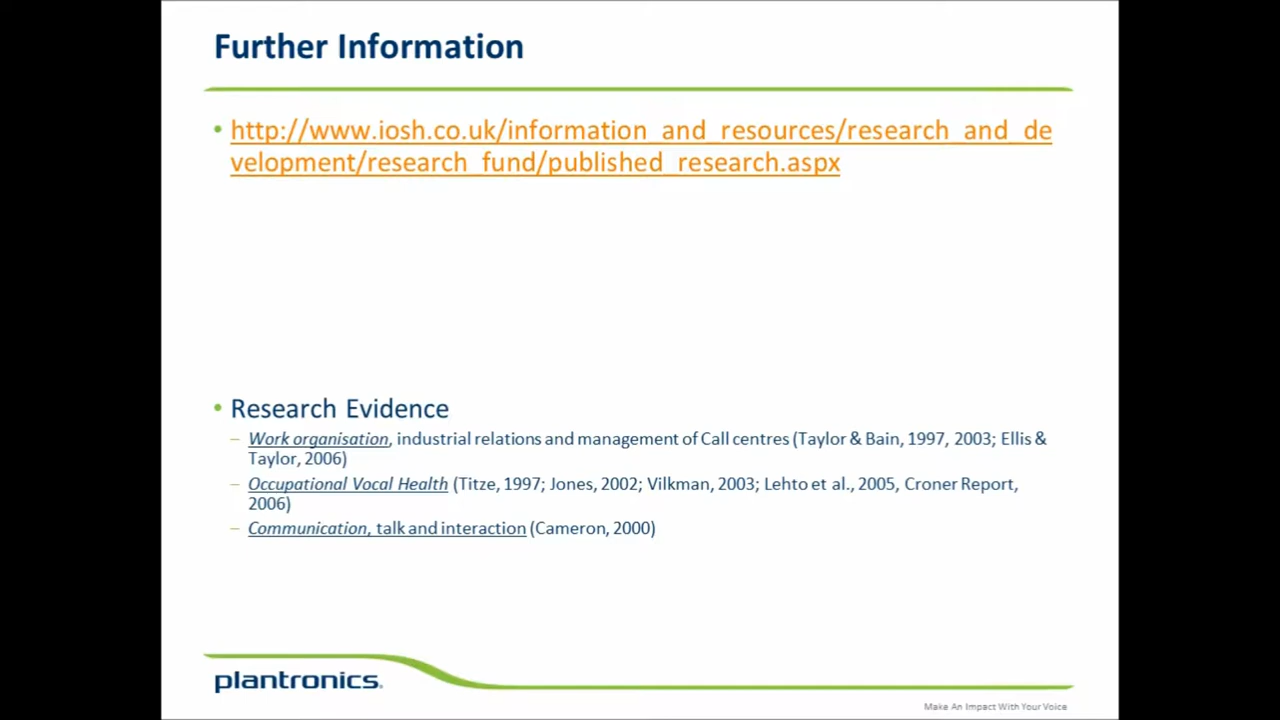 Further Information
• http://www.iosh.co.uk/information_and_resources/research_and_de
velopment/research_fund/published_research.aspx
• Research Evidence
– Work organisation, industrial relations and management of Call centres (Taylor & Bain, 1997, 2003; Ellis &
Taylor, 2006)
– Occupational Vocal Health (Titze, 1997; Jones, 2002; Vilkman, 2003; Lehto et al., 2005, Croner Report,
2006)
– Communication, talk and interaction (Cameron, 2000)
plantronics.
Make An Impact With Your Voice